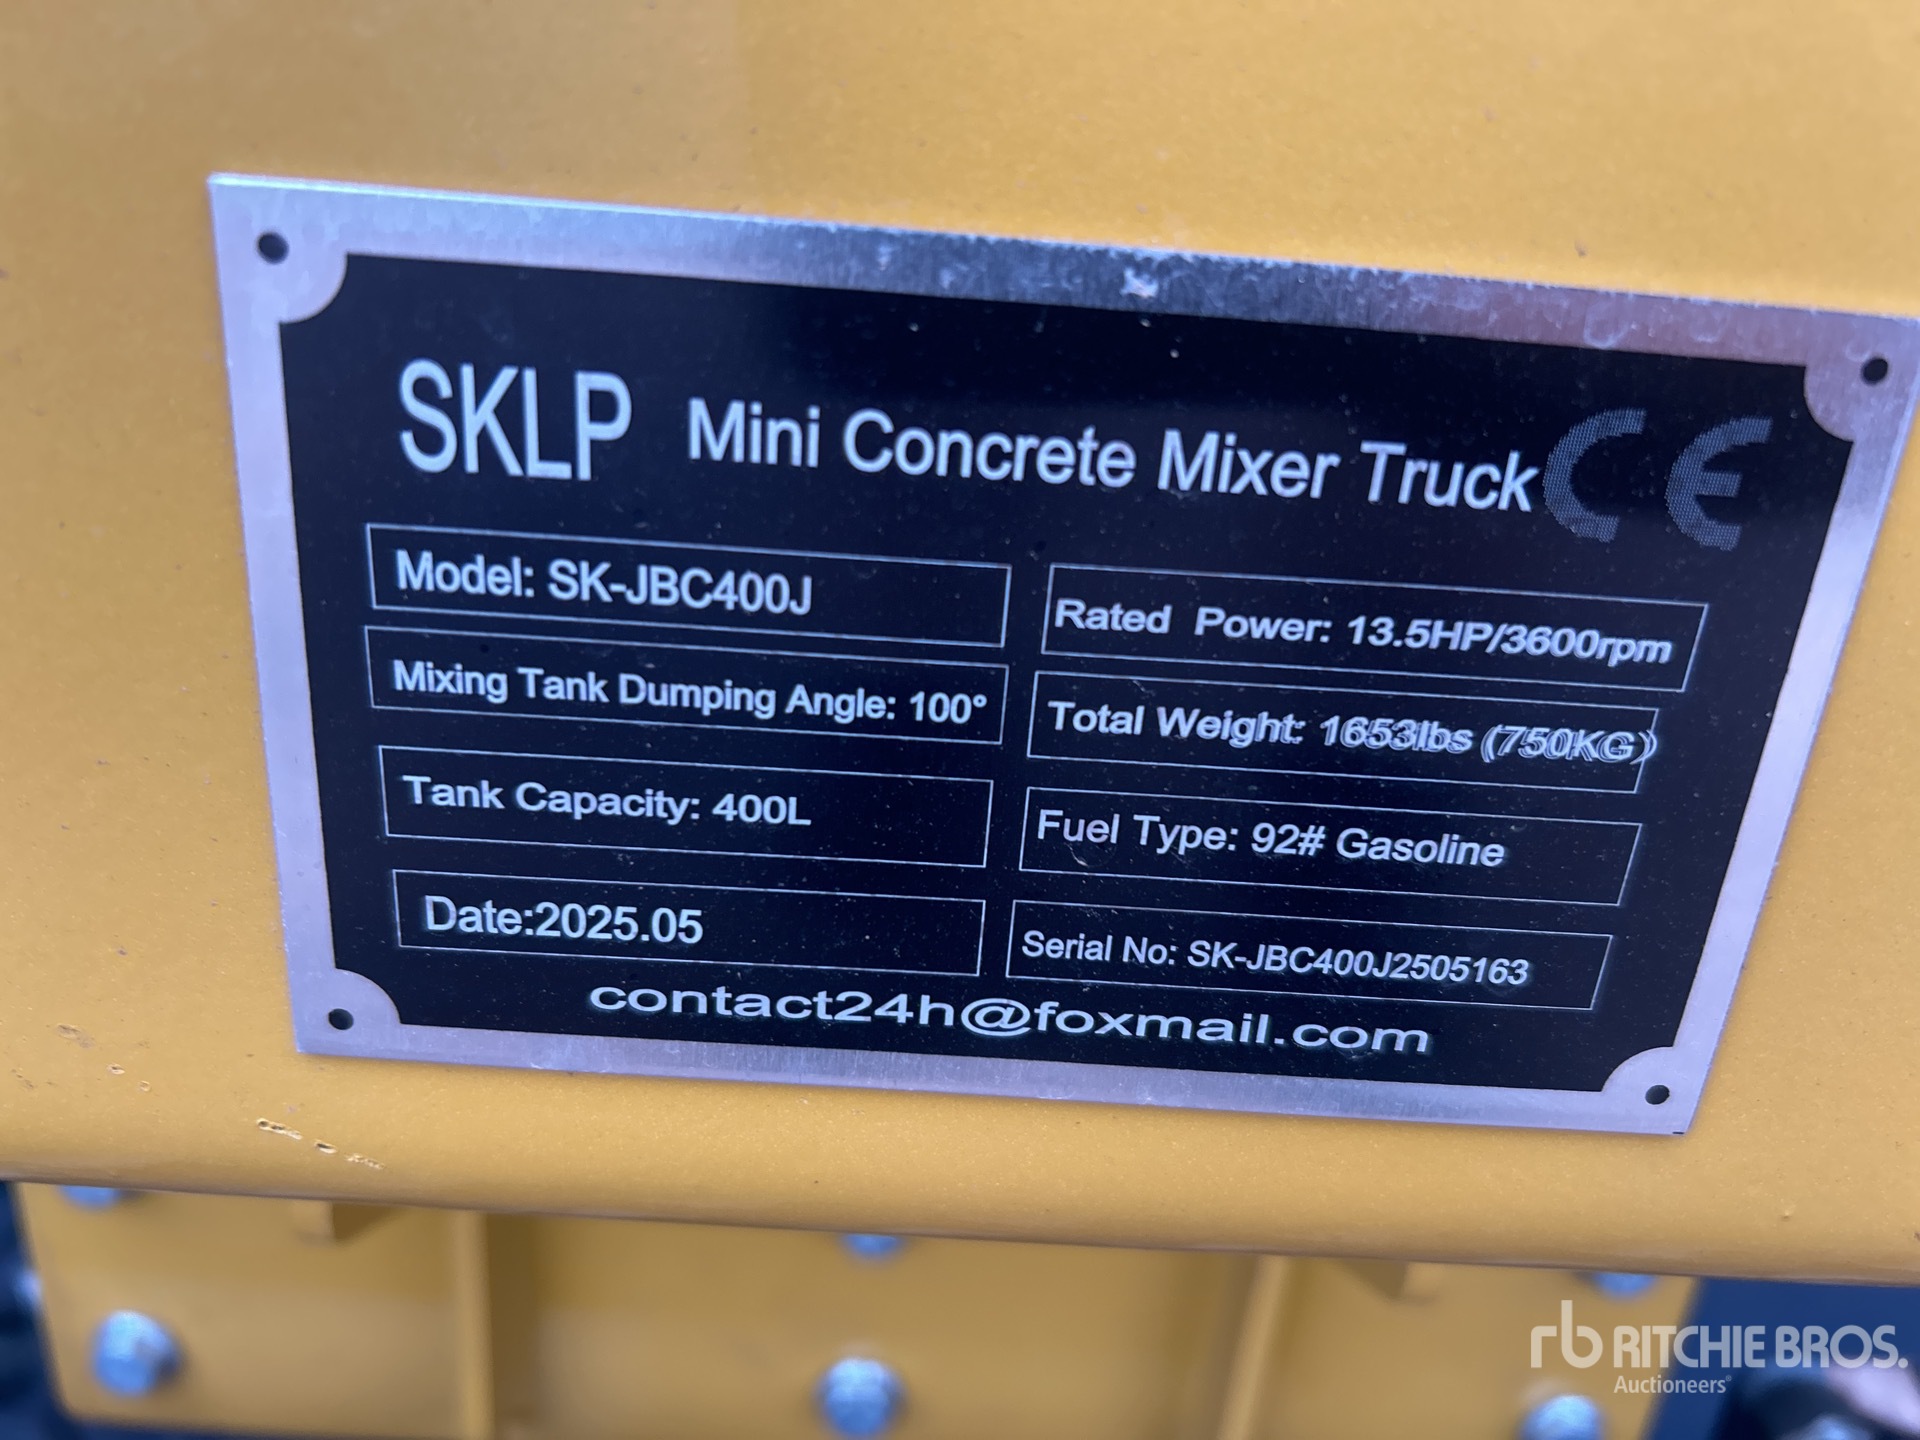 SKLP Mini Concrete Mixer Truck CE
Model: SK-JBC400J
Rated Power: 13.5HP/3600rpm
Mixing Tank Dumping Angle: 100°
Total Weight: 1653lbs (750KG)
Tank Capacity: 400L
Fuel Type: 92# Gasoline
Date:2025.05
Serial No: SK-JBC400J2505163
contact24h@foxmail.com
rb RITCHIE BROS.
Auctioneers®